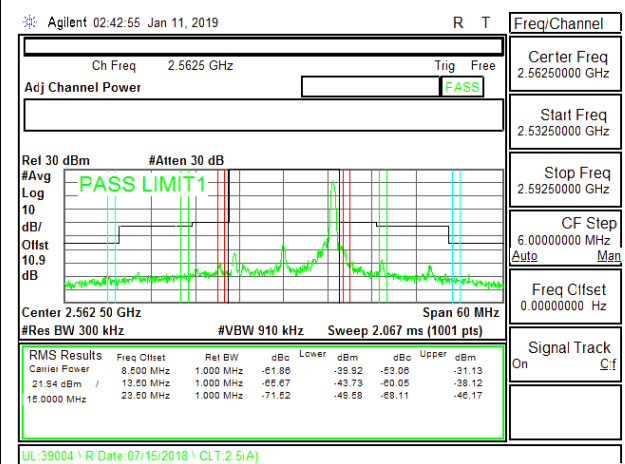 Agilent 02:42:55 Jan 11, 2019 R T Freq/Channel
Ch Freq 2.5625 GHz Trig Free
Adj Channel Power PASS
Center Freq
2.56250000 GHz
Start Freq
2.53250000 GHz
Stop Freq
2.59250000 GHz
CF Step
6.00000000 MHz
Auto Man
Freq Offset
0.00000000 Hz
Signal Track
On Off
Ref 30 dBm #Atten 30 dB
#Avg
Log
10
dB/
Offst
10.9
dB
PASS LIMIT1
Center 2.562 50 GHz Span 60 MHz
#Res BW 300 kHz #VBW 910 kHz Sweep 2.067 ms (1001 pts)
RMS Results Freq Offset Ref BW dBc Lower dBm dBc Upper dBm
Carrier Power 8.500 MHz 1.000 MHz -61.86 -39.92 -53.06 -31.13
21.94 dBm / 13.50 MHz 1.000 MHz -65.67 -43.73 -60.05 -38.12
15.0000 MHz 23.50 MHz 1.000 MHz -71.52 -49.58 -68.11 -46.17
UL:39004 \ R Date:07/15/2018 \ CLT:2.5(A)